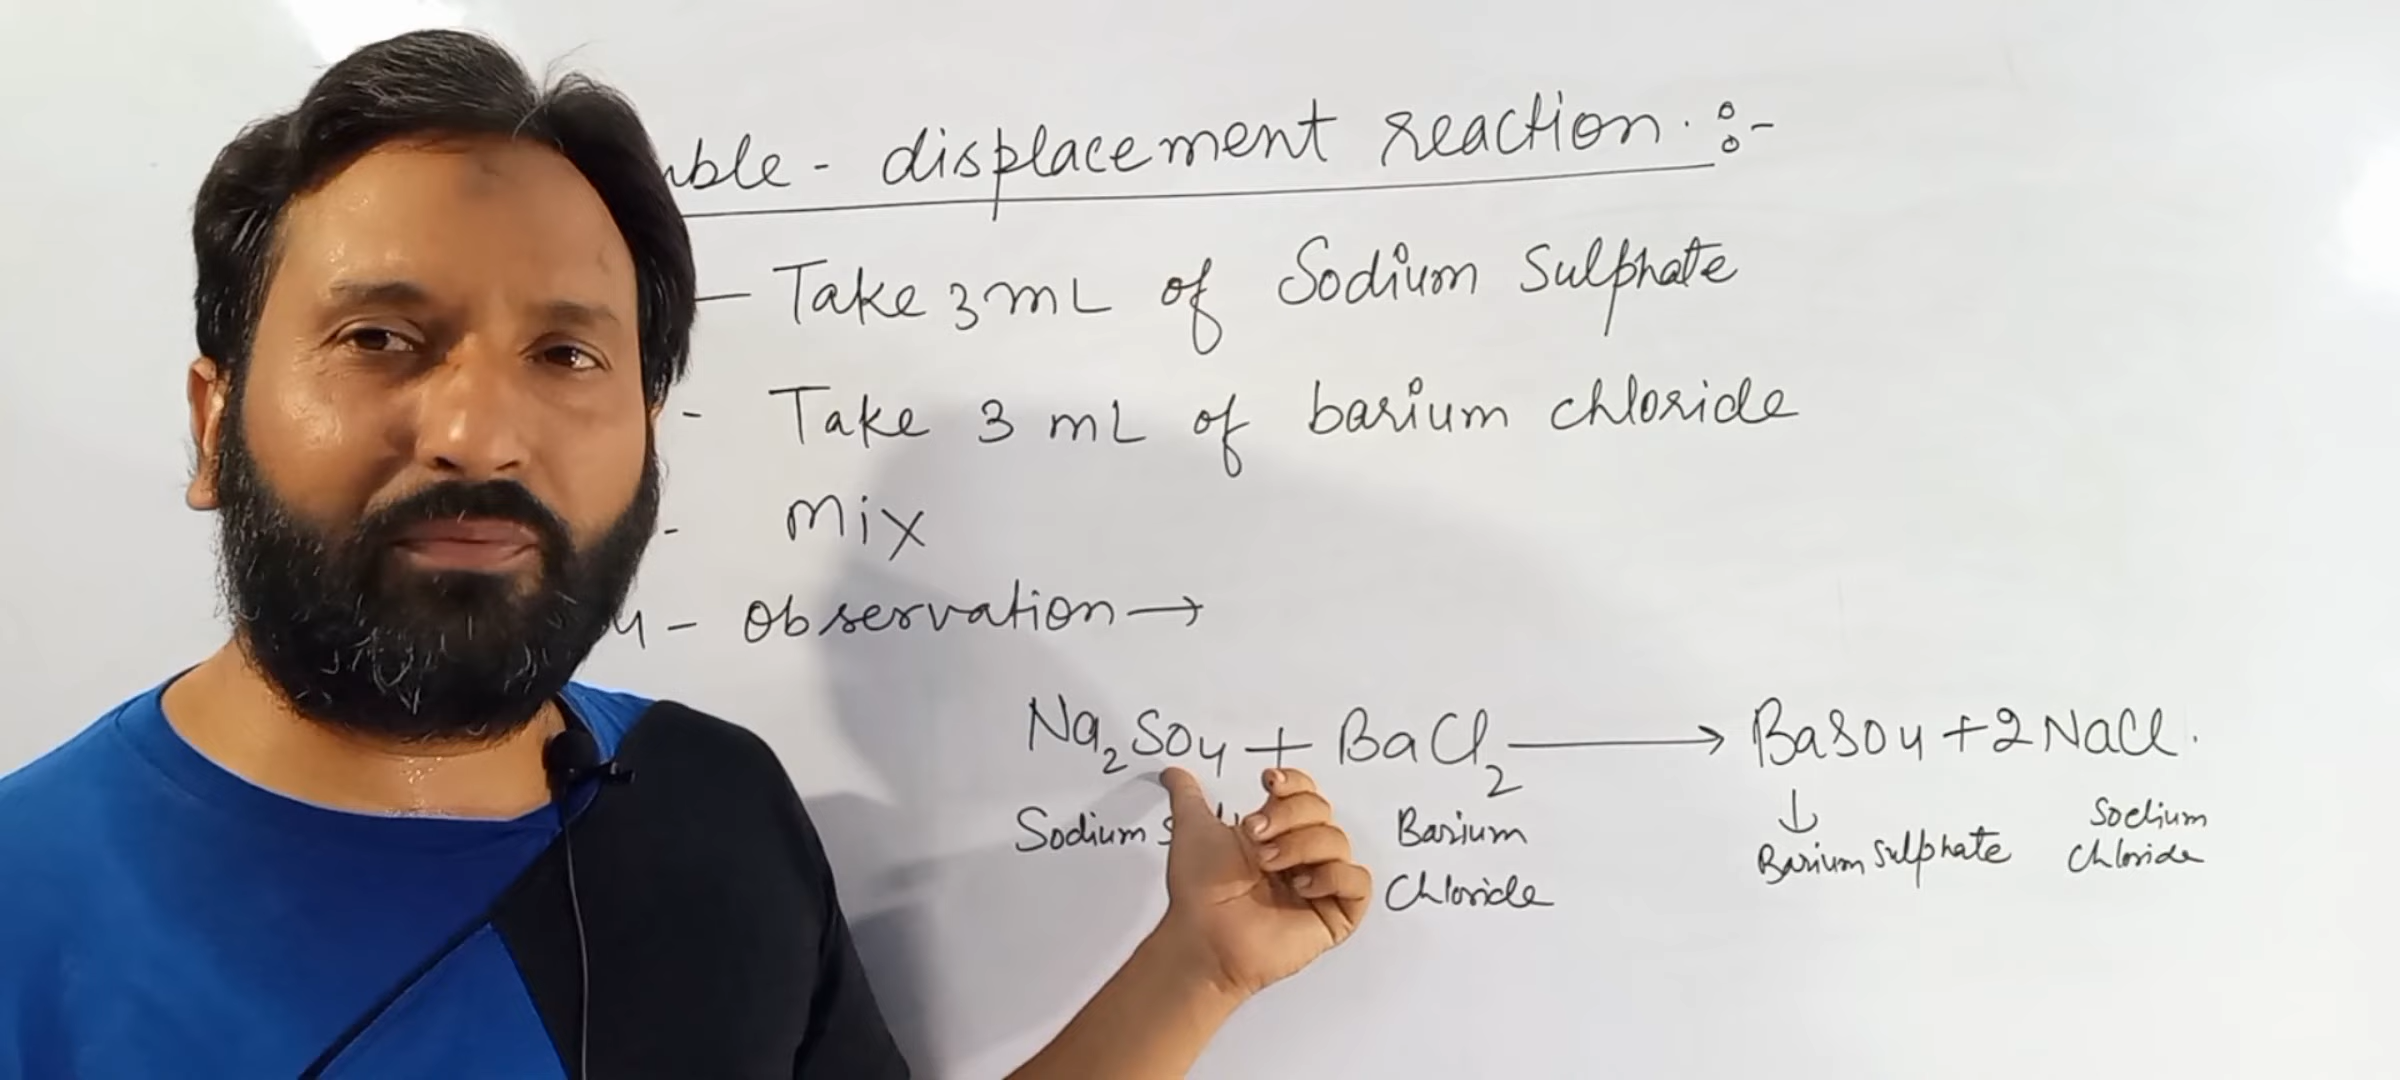 uble - displacement reaction. :-
— Take 3 mL of Sodium Sulphate
- Take 3 mL of barium chloride
- Mix
4 - Observation →
Na₂SO₄ + BaCl₂ ⟶ BaSO₄ + 2 NaCl.
Sodium Barium Chloride ↓ Barium Sulphate Sodium Chloride